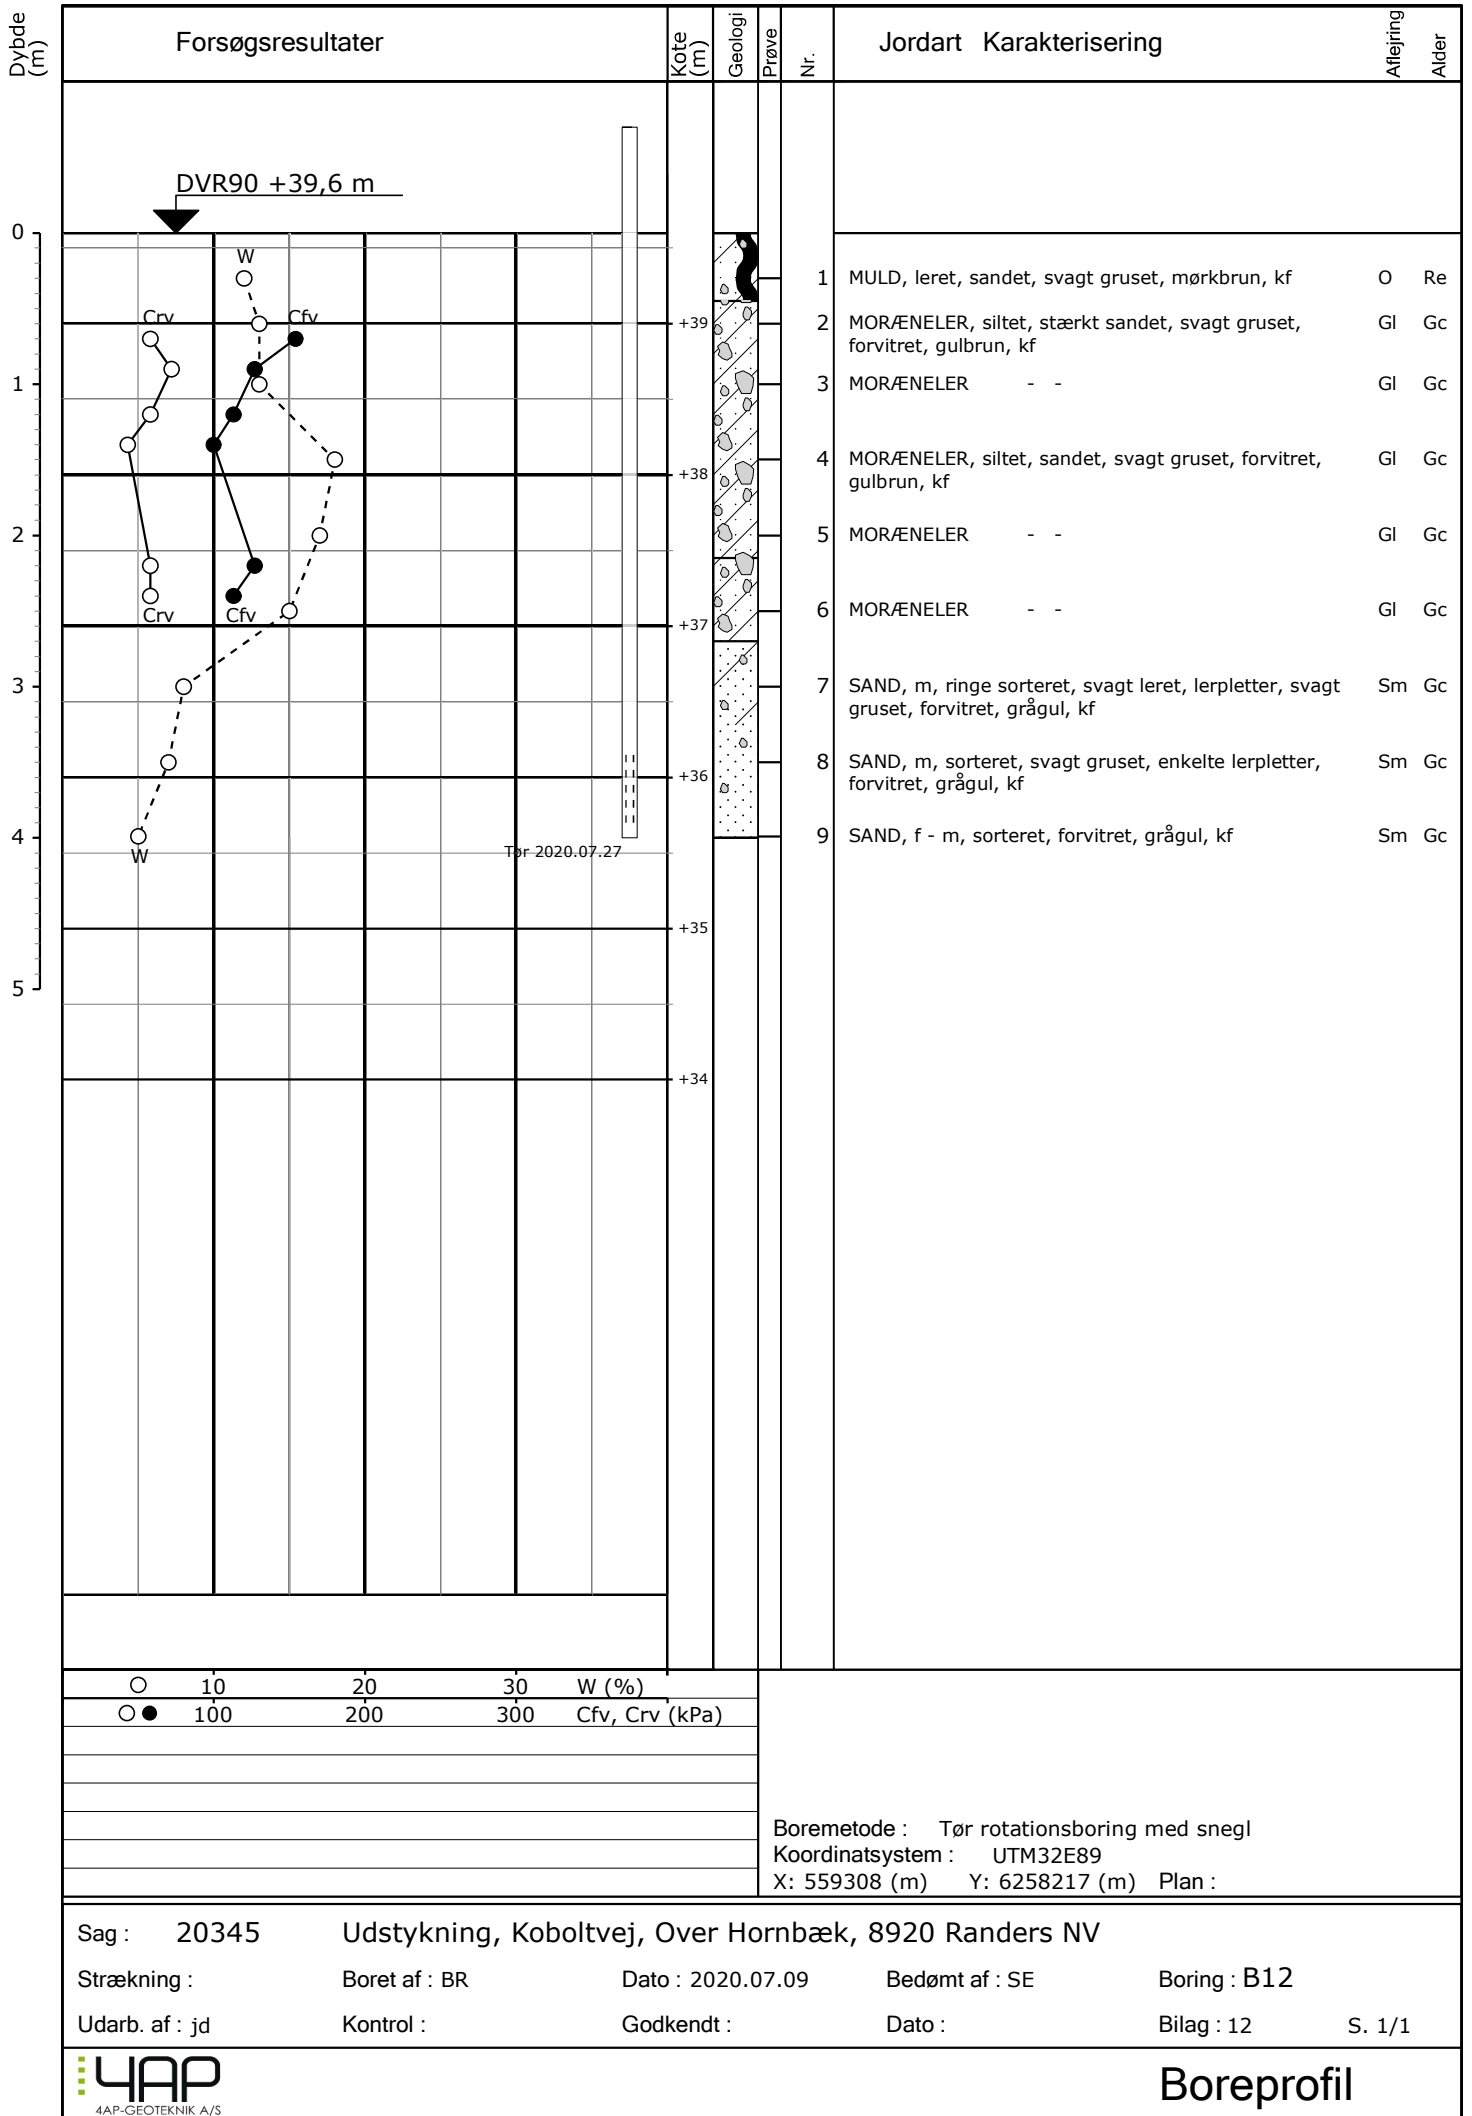 Dybde (m)
Forsøgsresultater
Kote (m)
Geologi
Prøve
Nr.
Jordart Karakterisering
Aflejring
Alder
DVR90 +39,6 m
0
W
1 MULD, leret, sandet, svagt gruset, mørkbrun, kf O Re
Crv Cfv
+39
2 MORÆNELER, siltet, stærkt sandet, svagt gruset, Gl Gc
forvitret, gulbrun, kf
1
3 MORÆNELER - - Gl Gc
4 MORÆNELER, siltet, sandet, svagt gruset, forvitret, Gl Gc
gulbrun, kf
+38
2
5 MORÆNELER - - Gl Gc
6 MORÆNELER - - Gl Gc
Crv Cfv
+37
3
7 SAND, m, ringe sorteret, svagt leret, lerpletter, svagt Sm Gc
gruset, forvitret, grågul, kf
8 SAND, m, sorteret, svagt gruset, enkelte lerpletter, Sm Gc
forvitret, grågul, kf
+36
4
9 SAND, f - m, sorteret, forvitret, grågul, kf Sm Gc
W
Tør 2020.07.27
+35
5
+34
10 20 30 W (%)
100 200 300 Cfv, Crv (kPa)
Boremetode : Tør rotationsboring med snegl
Koordinatsystem : UTM32E89
X: 559308 (m) Y: 6258217 (m) Plan :
Sag : 20345 Udstykning, Koboltvej, Over Hornbæk, 8920 Randers NV
Strækning : Boret af : BR Dato : 2020.07.09 Bedømt af : SE Boring : B12
Udarb. af : jd Kontrol : Godkendt : Dato : Bilag : 12 S. 1/1
4AP
4AP-GEOTEKNIK A/S
Boreprofil